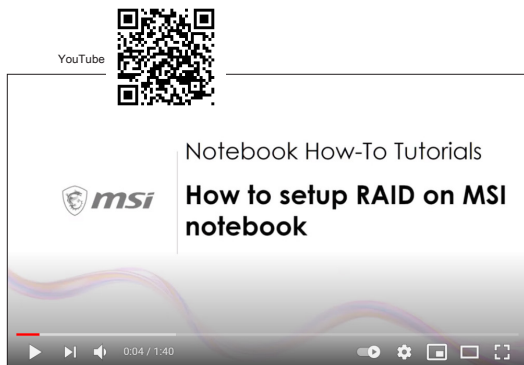 YouTube
Notebook How-To Tutorials
msi
How to setup RAID on MSI
notebook
0:04 / 1:40